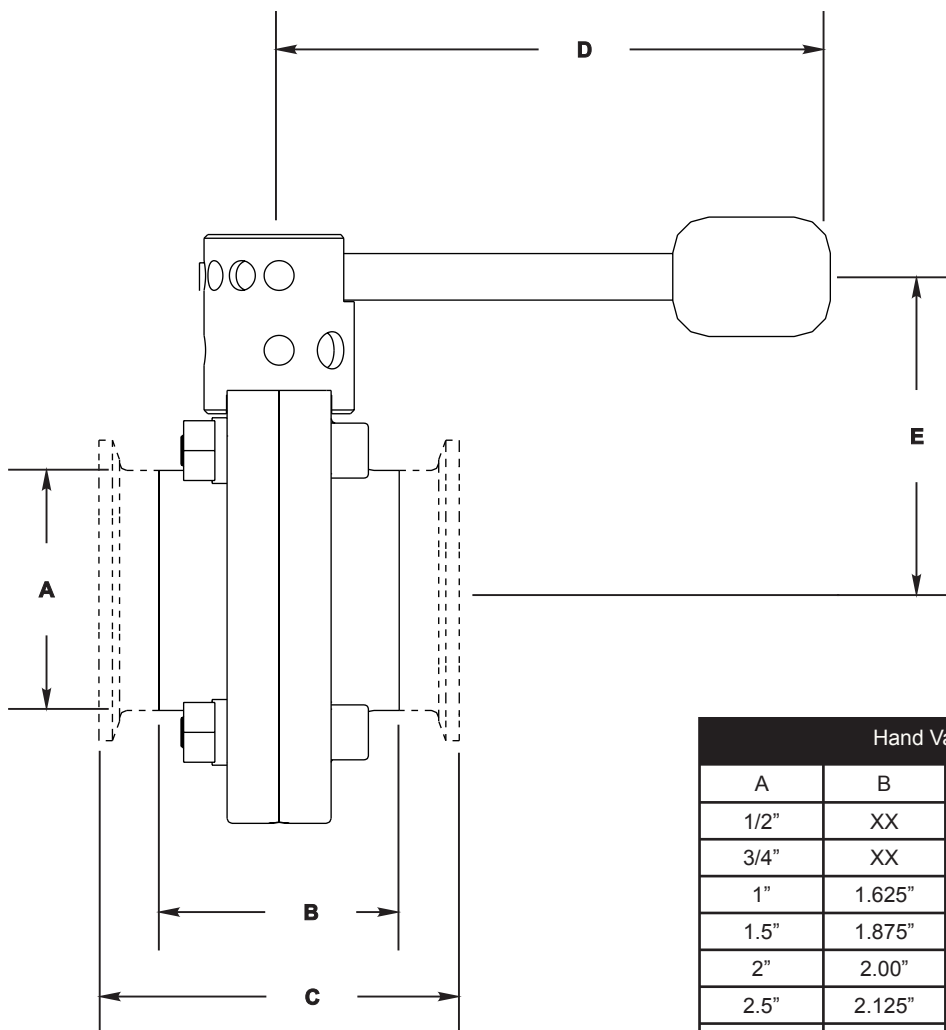 D
E
A
B
C
Hand Va
A B
1/2” XX
3/4” XX
1” 1.625”
1.5” 1.875”
2” 2.00”
2.5” 2.125”